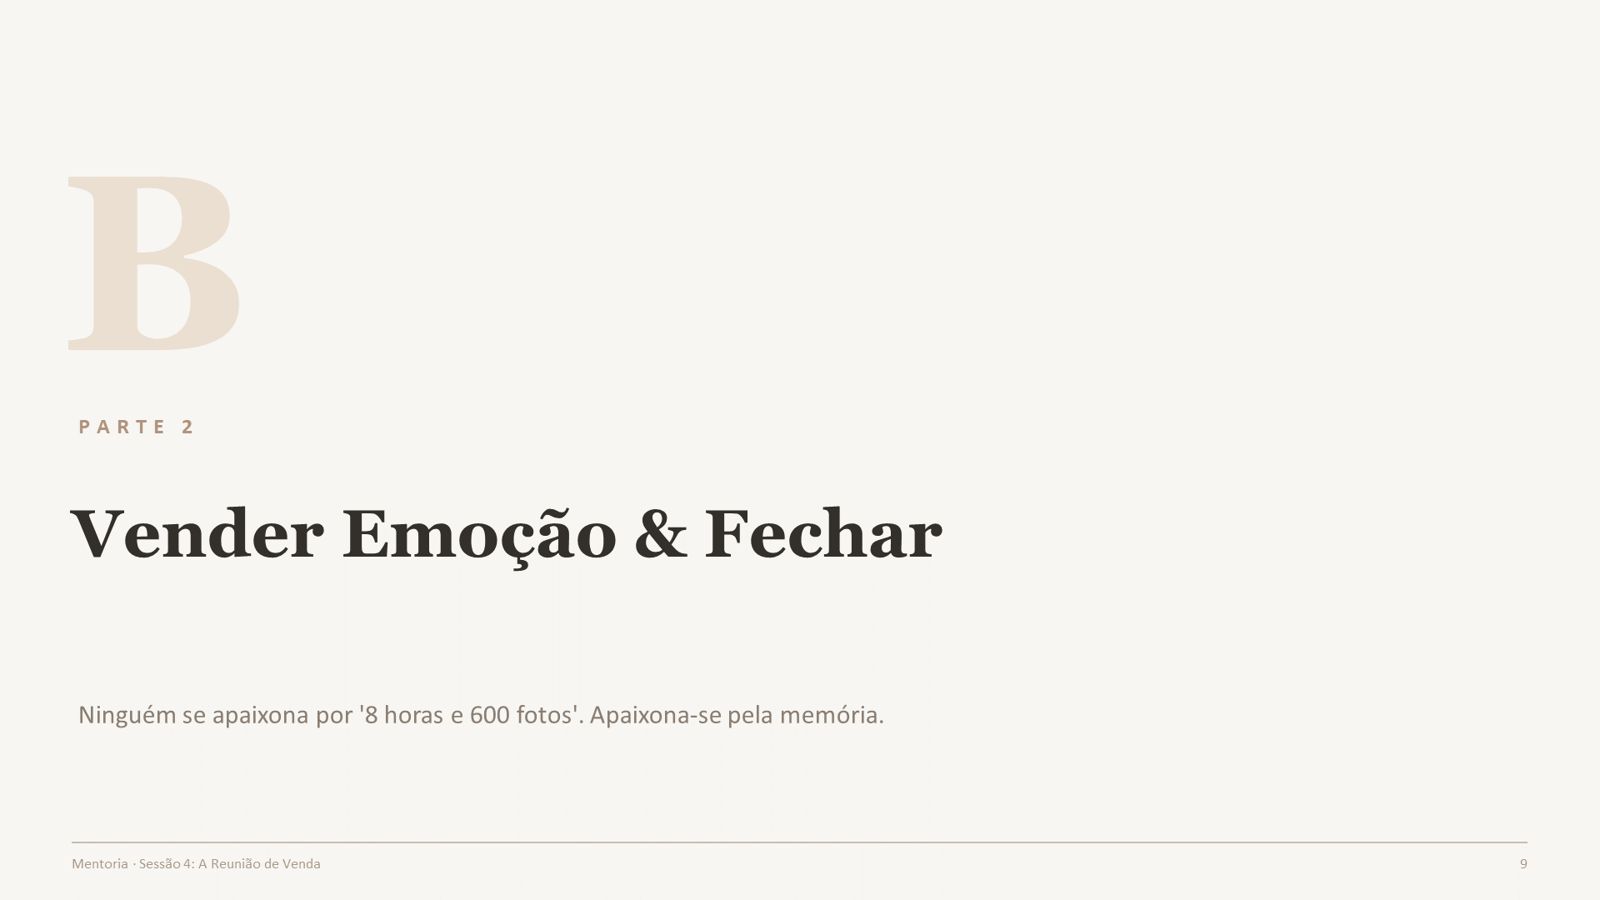 B
PARTE 2
Vender Emoção & Fechar
Ninguém se apaixona por '8 horas e 600 fotos'. Apaixona-se pela memória.
Mentoria · Sessão 4: A Reunião de Venda
9